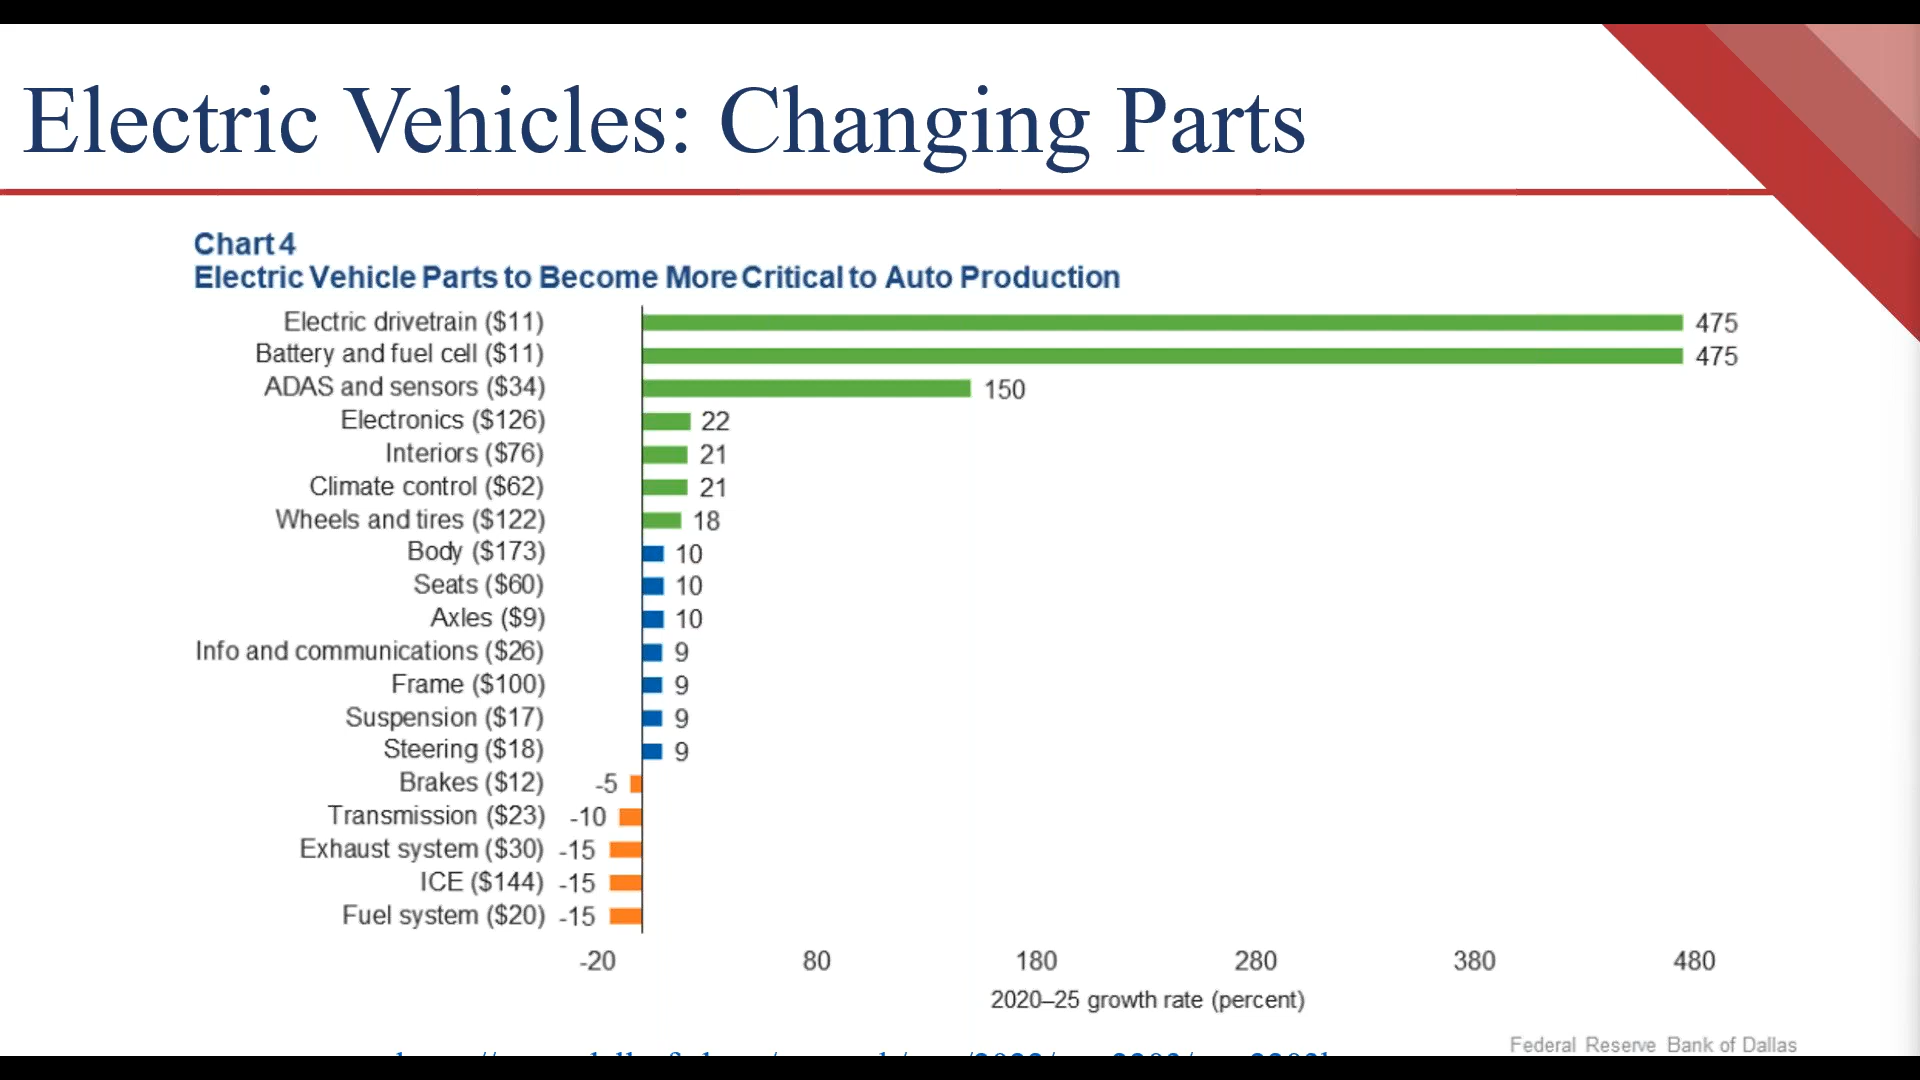 Electric Vehicles: Changing Parts
Chart 4
Electric Vehicle Parts to Become More Critical to Auto Production
Electric drivetrain ($11) 475
Battery and fuel cell ($11) 475
ADAS and sensors ($34) 150
Electronics ($126) 22
Interiors ($76) 21
Climate control ($62) 21
Wheels and tires ($122) 18
Body ($173) 10
Seats ($60) 10
Axles ($9) 10
Info and communications ($26) 9
Frame ($100) 9
Suspension ($17) 9
Steering ($18) 9
Brakes ($12) -5
Transmission ($23) -10
Exhaust system ($30) -15
ICE ($144) -15
Fuel system ($20) -15
-20 80 180 280 380 480
2020–25 growth rate (percent)
Federal Reserve Bank of Dallas